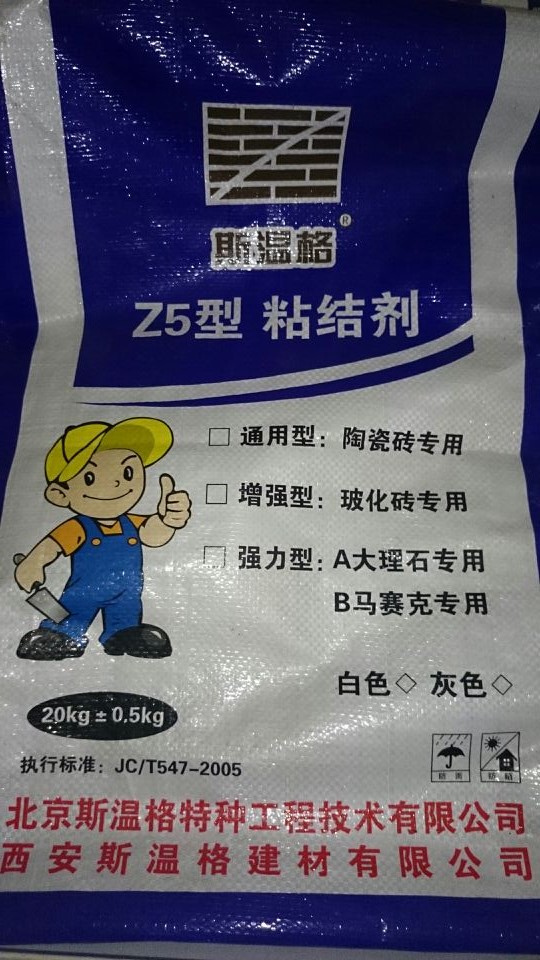 斯温格®
Z5型 粘结剂
□ 通用型：陶瓷砖专用
□ 增强型：玻化砖专用
□ 强力型：A大理石专用
B马赛克专用
白色◇ 灰色◇
20kg±0.5kg
执行标准：JC/T547-2005
北京斯温格特种工程技术有限公司
西安斯温格建材有限公司